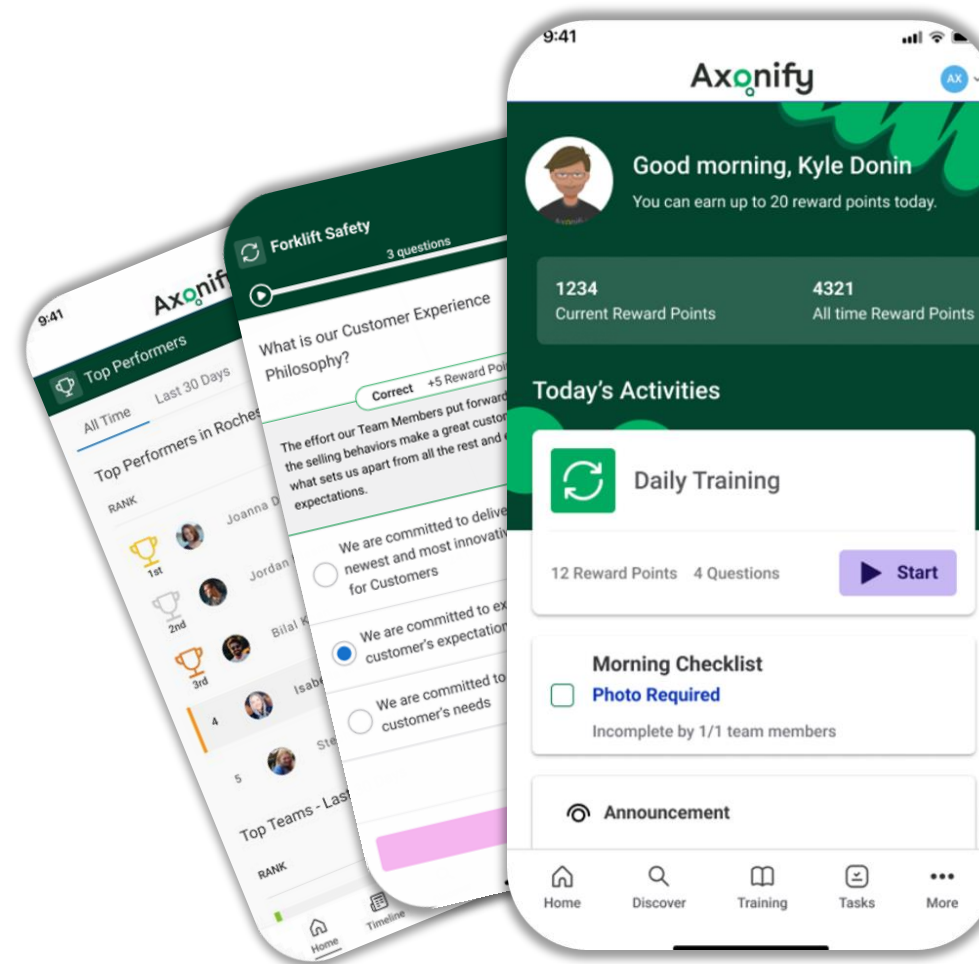 9:41
Axonify
AX
Good morning, Kyle Donin
You can earn up to 20 reward points today.
1234
Current Reward Points
4321
All time Reward Points
Today's Activities
Daily Training
12 Reward Points 4 Questions
Start
Morning Checklist
Photo Required
Incomplete by 1/1 team members
Announcement
Home
Discover
Training
Tasks
More
Forklift Safety
3 questions
What is our Customer Experience
Philosophy?
Correct +5 Reward
The effort our Team Members put forward
the selling behaviors make a great
what sets us apart from all the rest and
expectations.
We are committed to
newest and most
for Customers
We are committed to
customer's
We are committed to
customer's needs
9:41
Top Performers
All Time
Last 30 Days
Top Performers in
RANK
1st
Joanna
2nd
Jordan
3rd
Bilal
4
5
Top Teams -
RANK
Home
Timeline